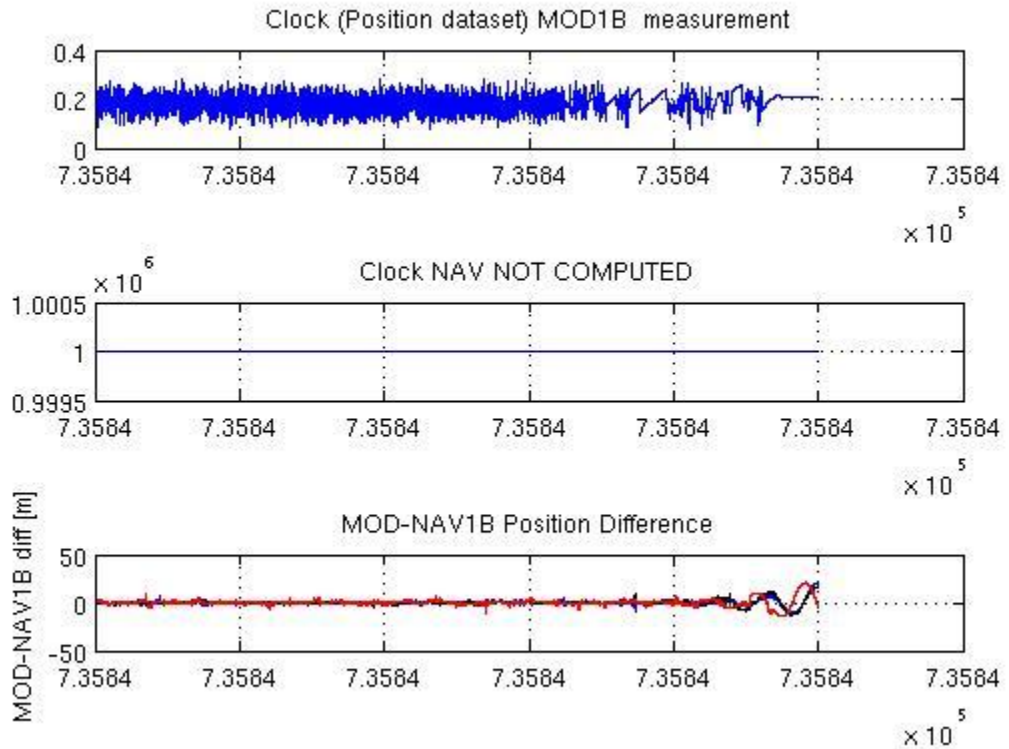 Clock (Position dataset) MOD1B measurement
0.4
0.2
0
7.3584 7.3584 7.3584 7.3584 7.3584 7.3584 7.3584
× 10^5
× 10^6
Clock NAV NOT COMPUTED
1.0005
1
0.9995
7.3584 7.3584 7.3584 7.3584 7.3584 7.3584 7.3584
× 10^5
MOD-NAV1B diff [m]
MOD-NAV1B Position Difference
50
0
-50
7.3584 7.3584 7.3584 7.3584 7.3584 7.3584 7.3584
× 10^5